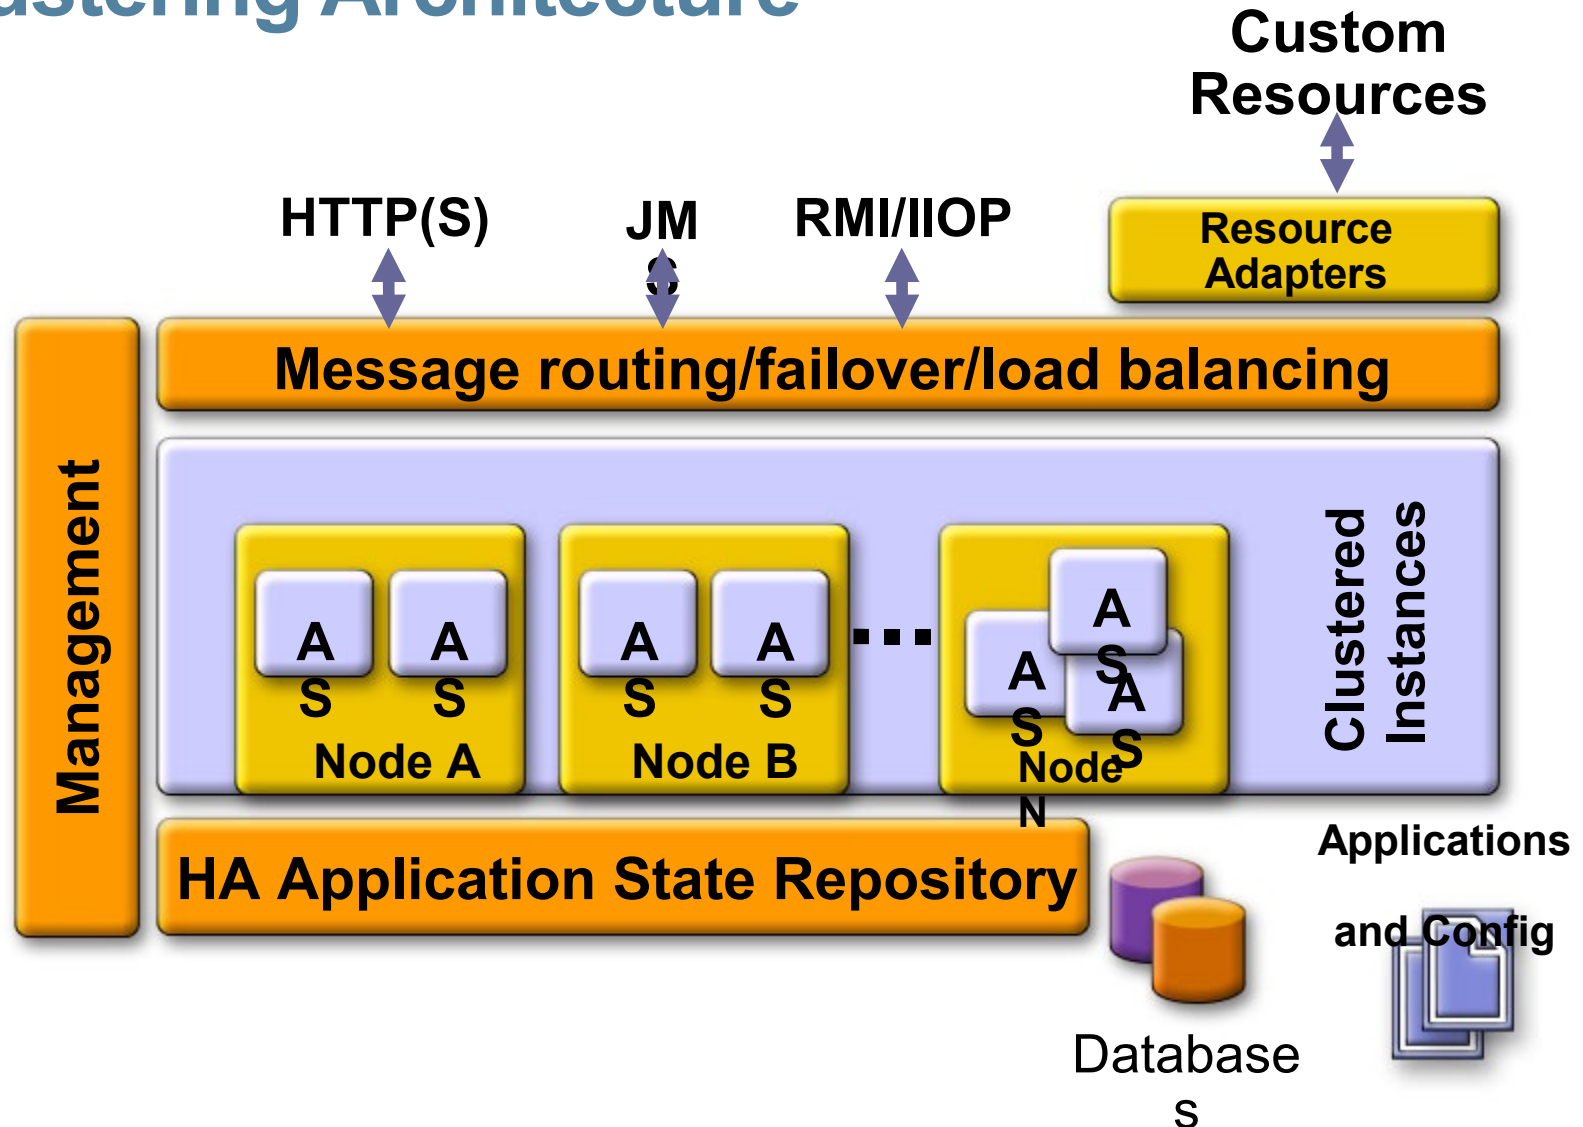 ustering Architecture
Custom
Resources
HTTP(S)
JM
S
RMI/IIOP
Resource
Adapters
Message routing/failover/load balancing
Management
A
S
A
S
Node A
A
S
A
S
Node B
...
A
S
A
S
A
S
Node
N
Clustered
Instances
HA Application State Repository
Applications
and Config
Database
s